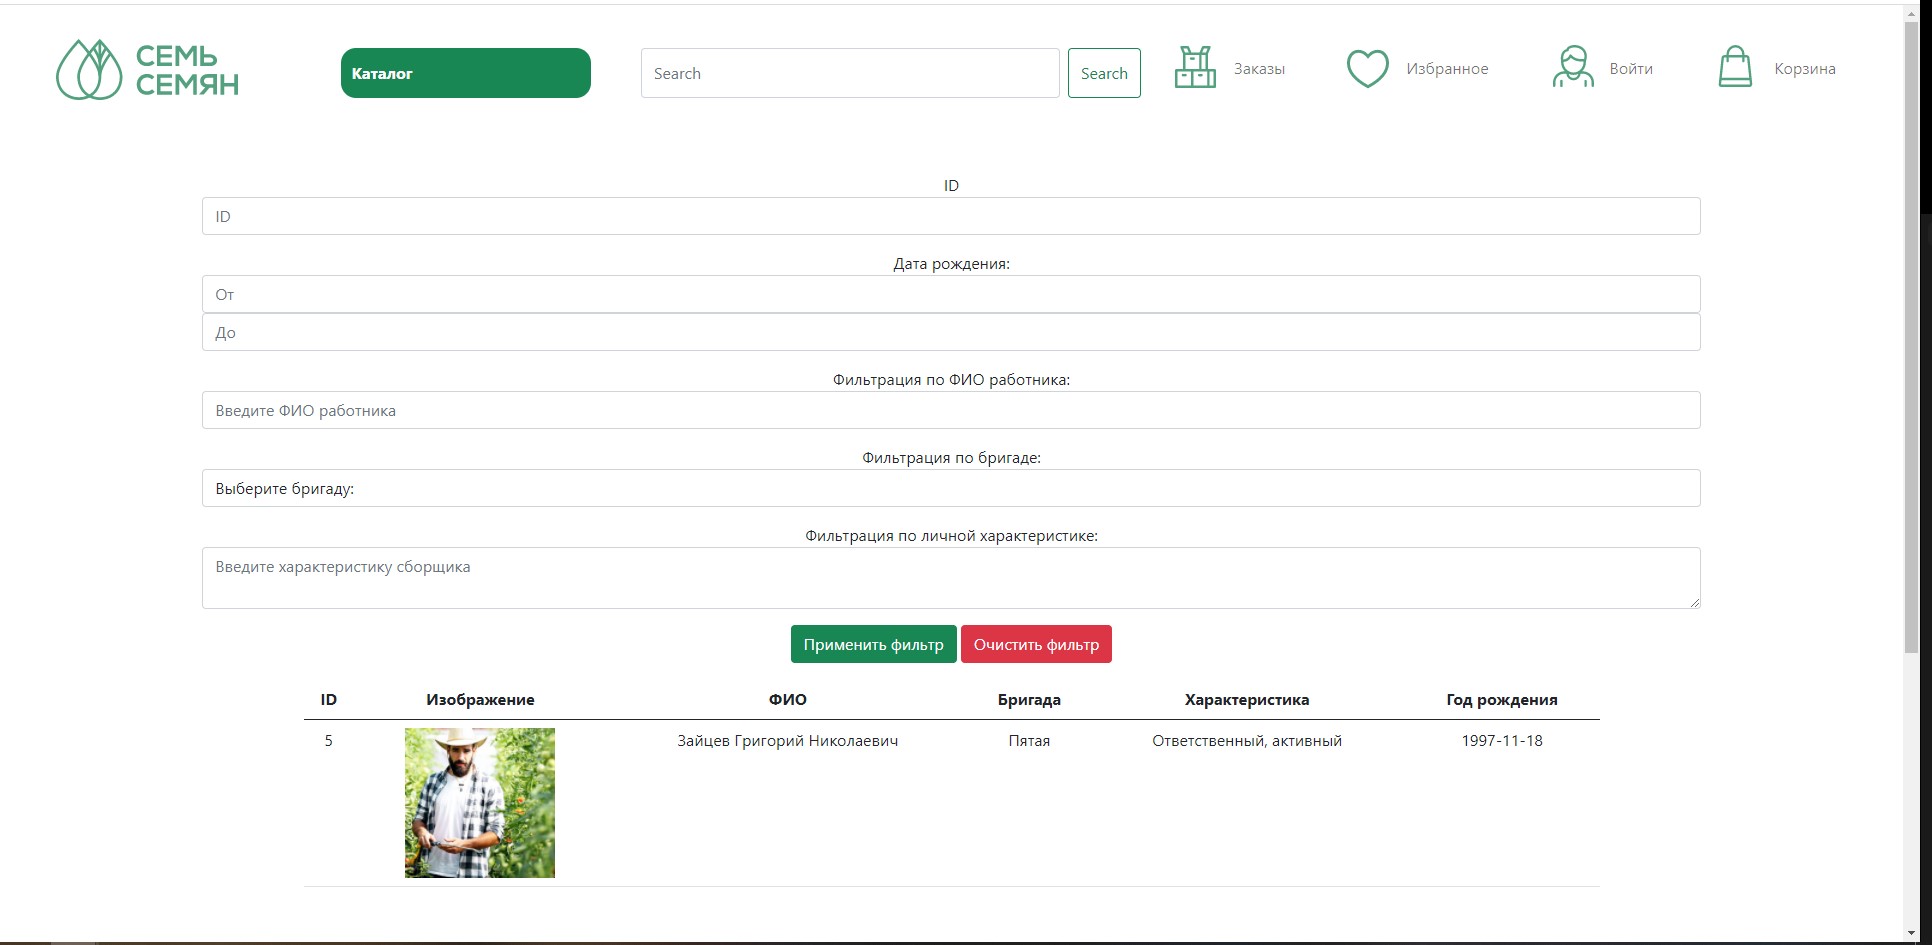 СЕМЬ
СЕМЯН
Каталог
Search
Search
Заказы
Избранное
Войти
Корзина
ID
ID
Дата рождения:
От
До
Фильтрация по ФИО работника:
Введите ФИО работника
Фильтрация по бригаде:
Выберите бригаду:
Фильтрация по личной характеристике:
Введите характеристику сборщика
Применить фильтр
Очистить фильтр
ID Изображение ФИО Бригада Характеристика Год рождения
5 Зайцев Григорий Николаевич Пятая Ответственный, активный 1997-11-18